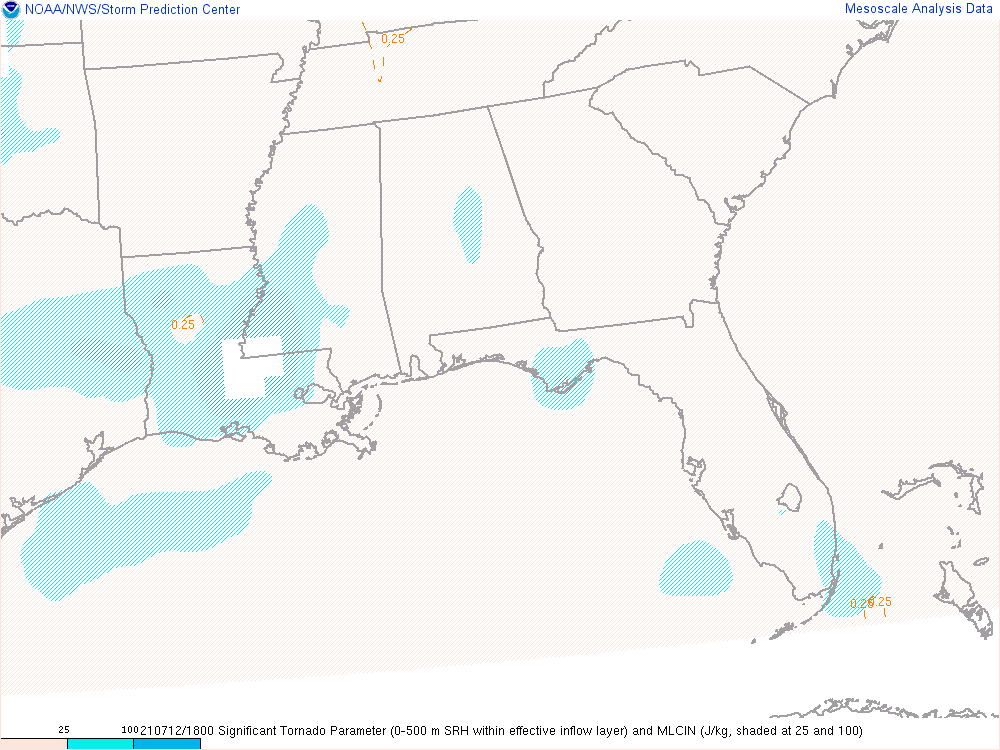 NOAA/NWS/Storm Prediction Center
Mesoscale Analysis Data
0.25
0.25
0.25
0.25
25
100
210712/1800 Significant Tornado Parameter (0-500 m SRH within effective inflow layer) and MLCIN (J/kg, shaded at 25 and 100)